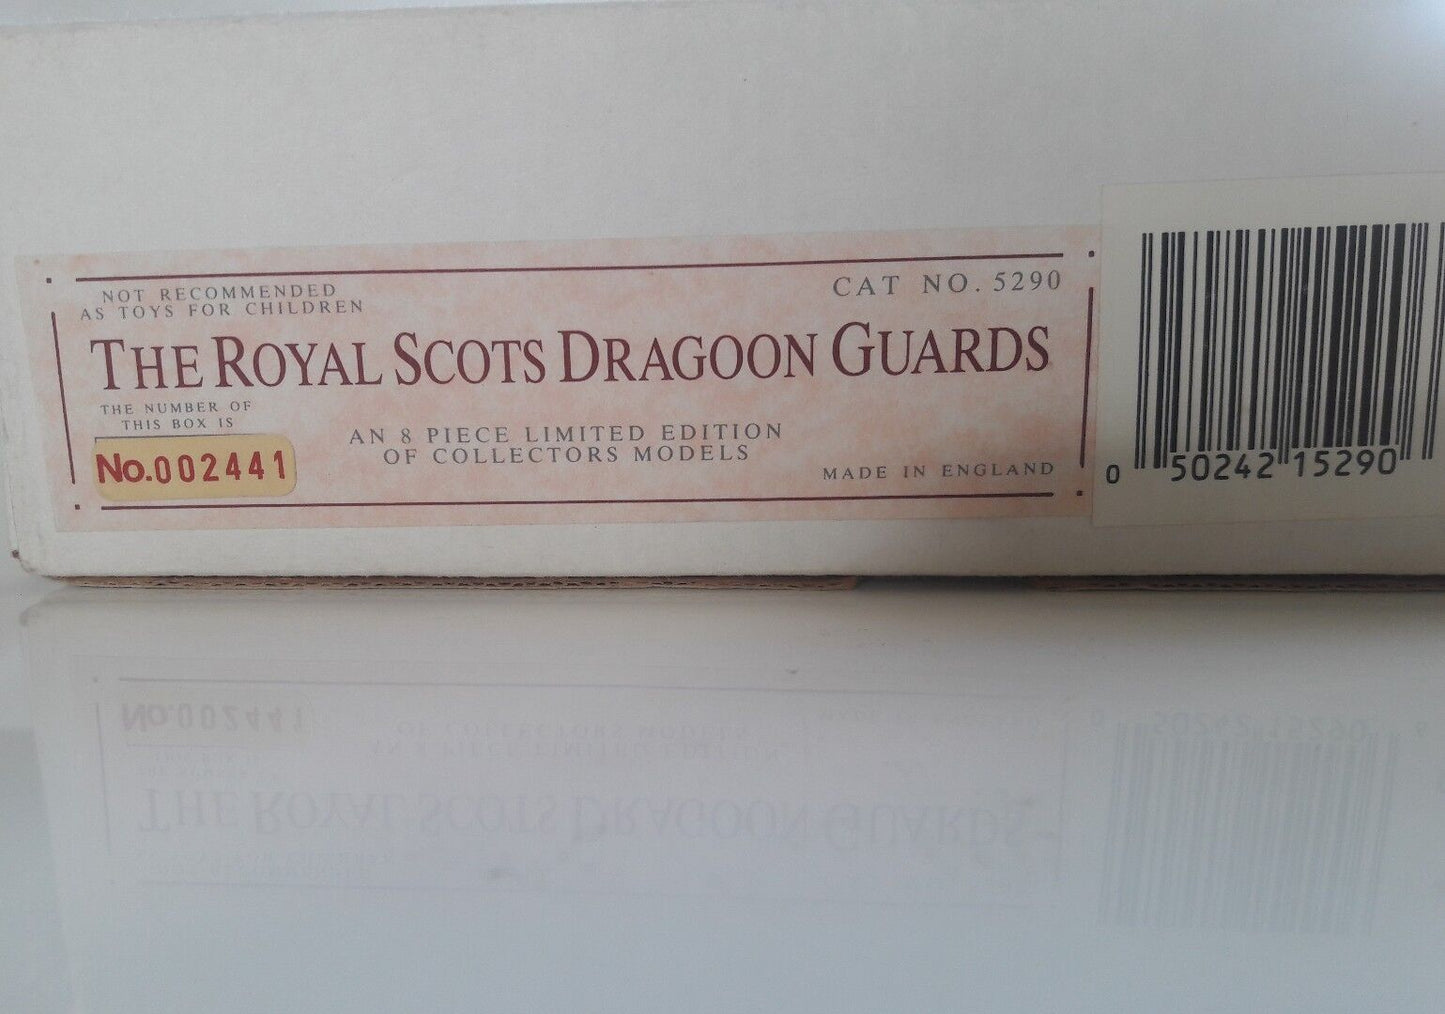 NOT RECOMMENDED
AS TOYS FOR CHILDREN
CAT NO. 5290
THE ROYAL SCOTS DRAGOON GUARDS
THE NUMBER OF
THIS BOX IS
No.002441
AN 8 PIECE LIMITED EDITION
OF COLLECTORS MODELS
MADE IN ENGLAND
0 50242 15290